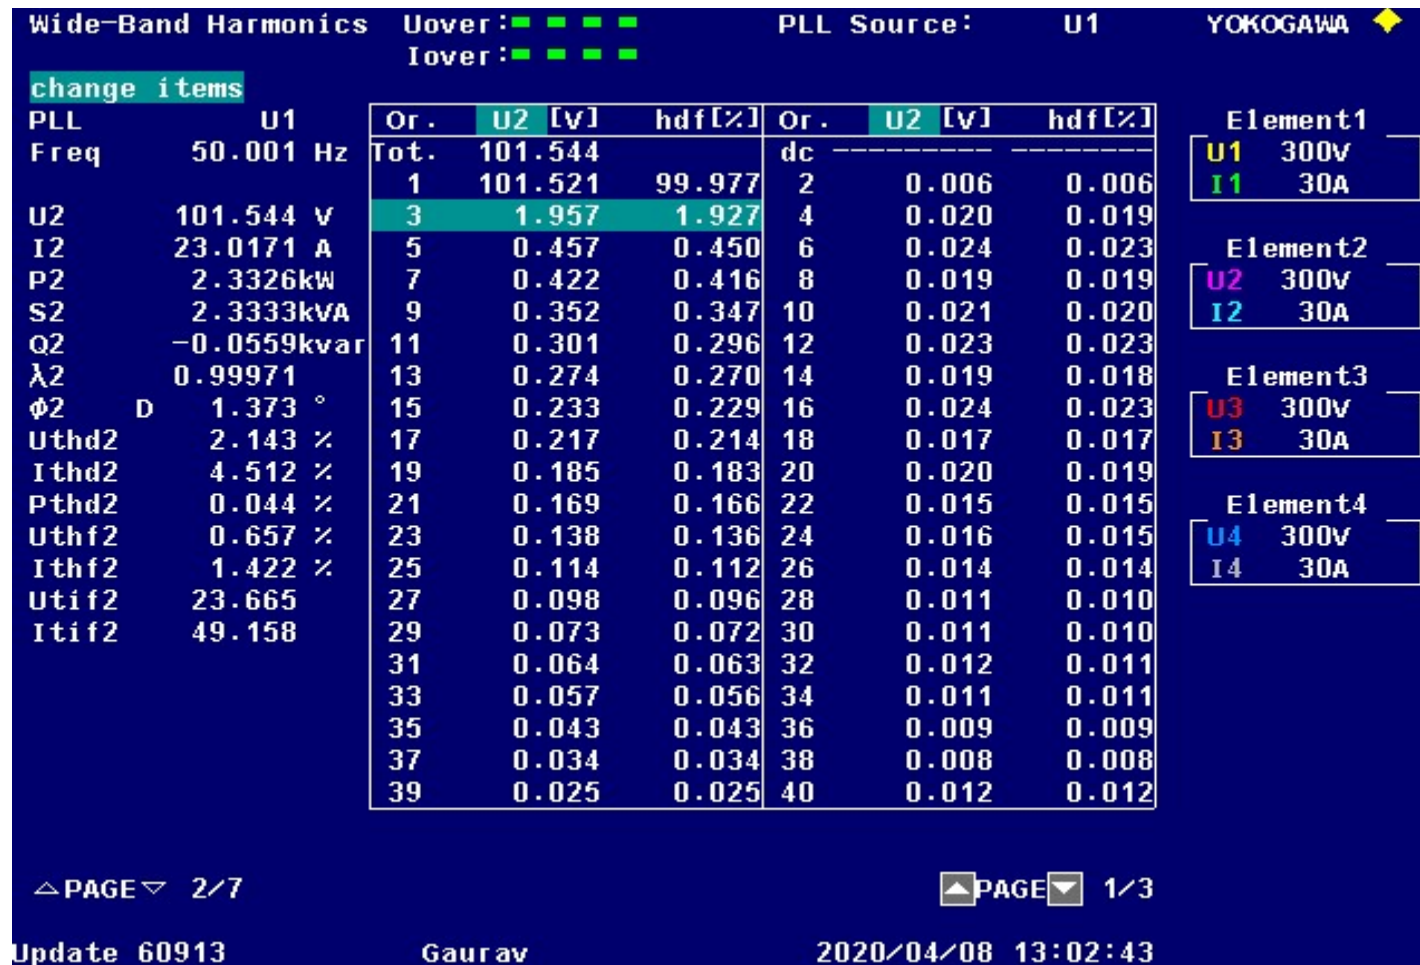 Wide-Band Harmonics Uover: PLL Source: U1 YOKOGAWA
Iover:
change items
PLL U1 Or. U2 [V] hdf[%] Or. U2 [V] hdf[%] Element1
Freq 50.001 Hz Tot. 101.544 dc ---------- -------- U1 300V
1 101.521 99.977 2 0.006 0.006 I1 30A
U2 101.544 V 3 1.957 1.927 4 0.020 0.019
I2 23.0171 A 5 0.457 0.450 6 0.024 0.023 Element2
P2 2.3326kW 7 0.422 0.416 8 0.019 0.019 U2 300V
S2 2.3333kVA 9 0.352 0.347 10 0.021 0.020 I2 30A
Q2 -0.0559kvar 11 0.301 0.296 12 0.023 0.023
λ2 0.99971 13 0.274 0.270 14 0.019 0.018 Element3
Φ2 D 1.373 ° 15 0.233 0.229 16 0.024 0.023 U3 300V
Uthd2 2.143 % 17 0.217 0.214 18 0.017 0.017 I3 30A
Ithd2 4.512 % 19 0.185 0.183 20 0.020 0.019
Pthd2 0.044 % 21 0.169 0.166 22 0.015 0.015 Element4
Uthf2 0.657 % 23 0.138 0.136 24 0.016 0.015 U4 300V
Ithf2 1.422 % 25 0.114 0.112 26 0.014 0.014 I4 30A
Utif2 23.665 27 0.098 0.096 28 0.011 0.010
Itif2 49.158 29 0.073 0.072 30 0.011 0.010
31 0.064 0.063 32 0.012 0.011
33 0.057 0.056 34 0.011 0.011
35 0.043 0.043 36 0.009 0.009
37 0.034 0.034 38 0.008 0.008
39 0.025 0.025 40 0.012 0.012
△PAGE▽ 2/7 ▲PAGE▼ 1/3
Update 60913 Gaurav 2020/04/08 13:02:43